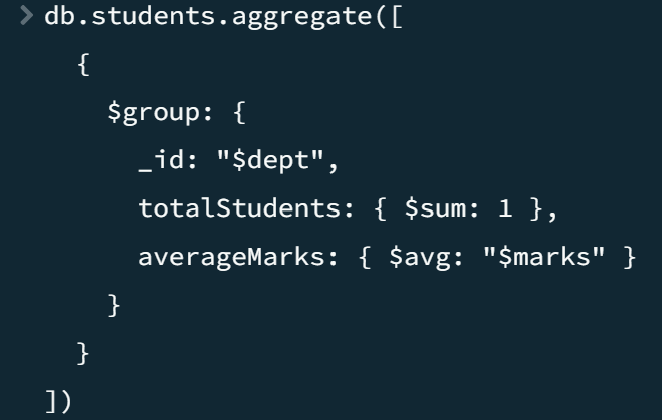 > db.students.aggregate([
{
$group: {
_id: "$dept",
totalStudents: { $sum: 1 },
averageMarks: { $avg: "$marks" }
}
}
])